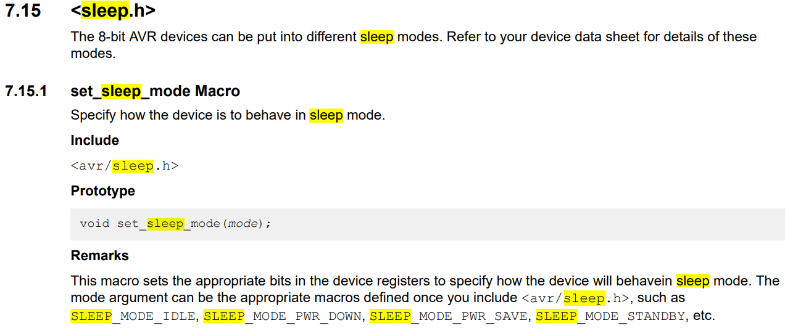 7.15 <sleep.h>
The 8-bit AVR devices can be put into different sleep modes. Refer to your device data sheet for details of these
modes.
7.15.1 set_sleep_mode Macro
Specify how the device is to behave in sleep mode.
Include
<avr/sleep.h>
Prototype
void set_sleep_mode(mode);
Remarks
This macro sets the appropriate bits in the device registers to specify how the device will behavein sleep mode. The
mode argument can be the appropriate macros defined once you include <avr/sleep.h>, such as
SLEEP_MODE_IDLE, SLEEP_MODE_PWR_DOWN, SLEEP_MODE_PWR_SAVE, SLEEP_MODE_STANDBY, etc.